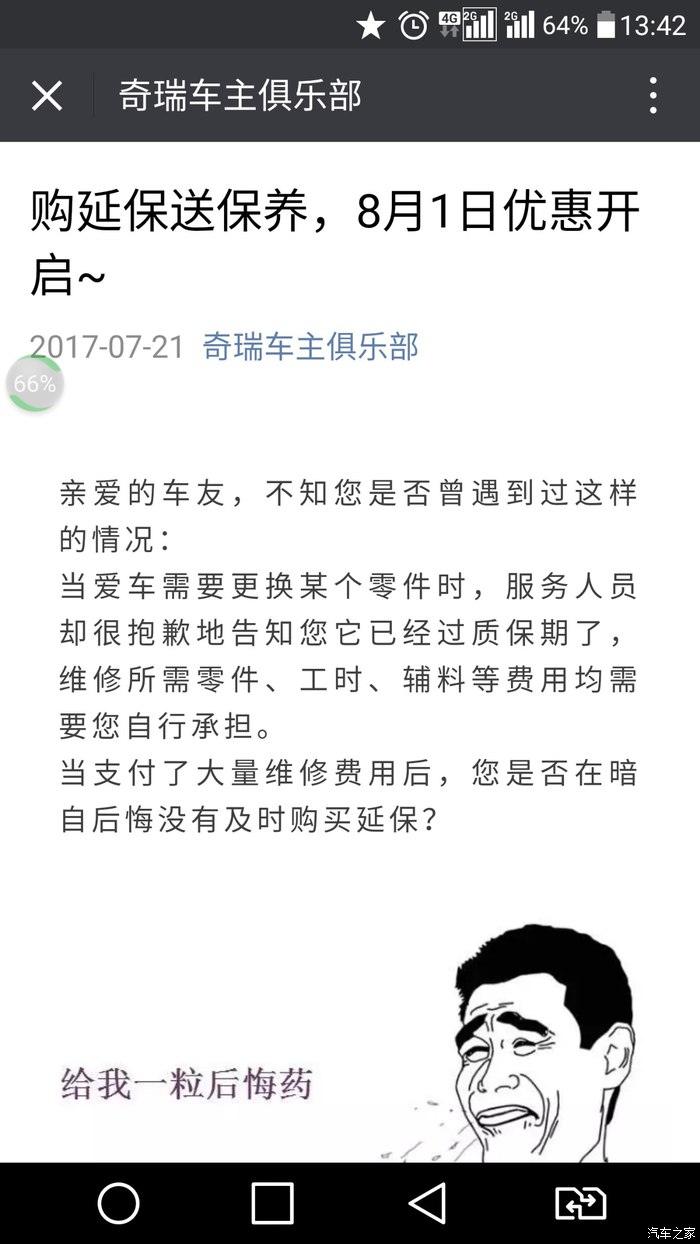 4G 2G 2G 64% 13:42
奇瑞车主俱乐部
购延保送保养，8月1日优惠开
启~
2017-07-21 奇瑞车主俱乐部
66%
亲爱的车友，不知您是否曾遇到过这样
的情况：
当爱车需要更换某个零件时，服务人员
却很抱歉地告知您它已经过质保期了，
维修所需零件、工时、辅料等费用均需
要您自行承担。
当支付了大量维修费用后，您是否在暗
自后悔没有及时购买延保？
给我一粒后悔药
汽车之家